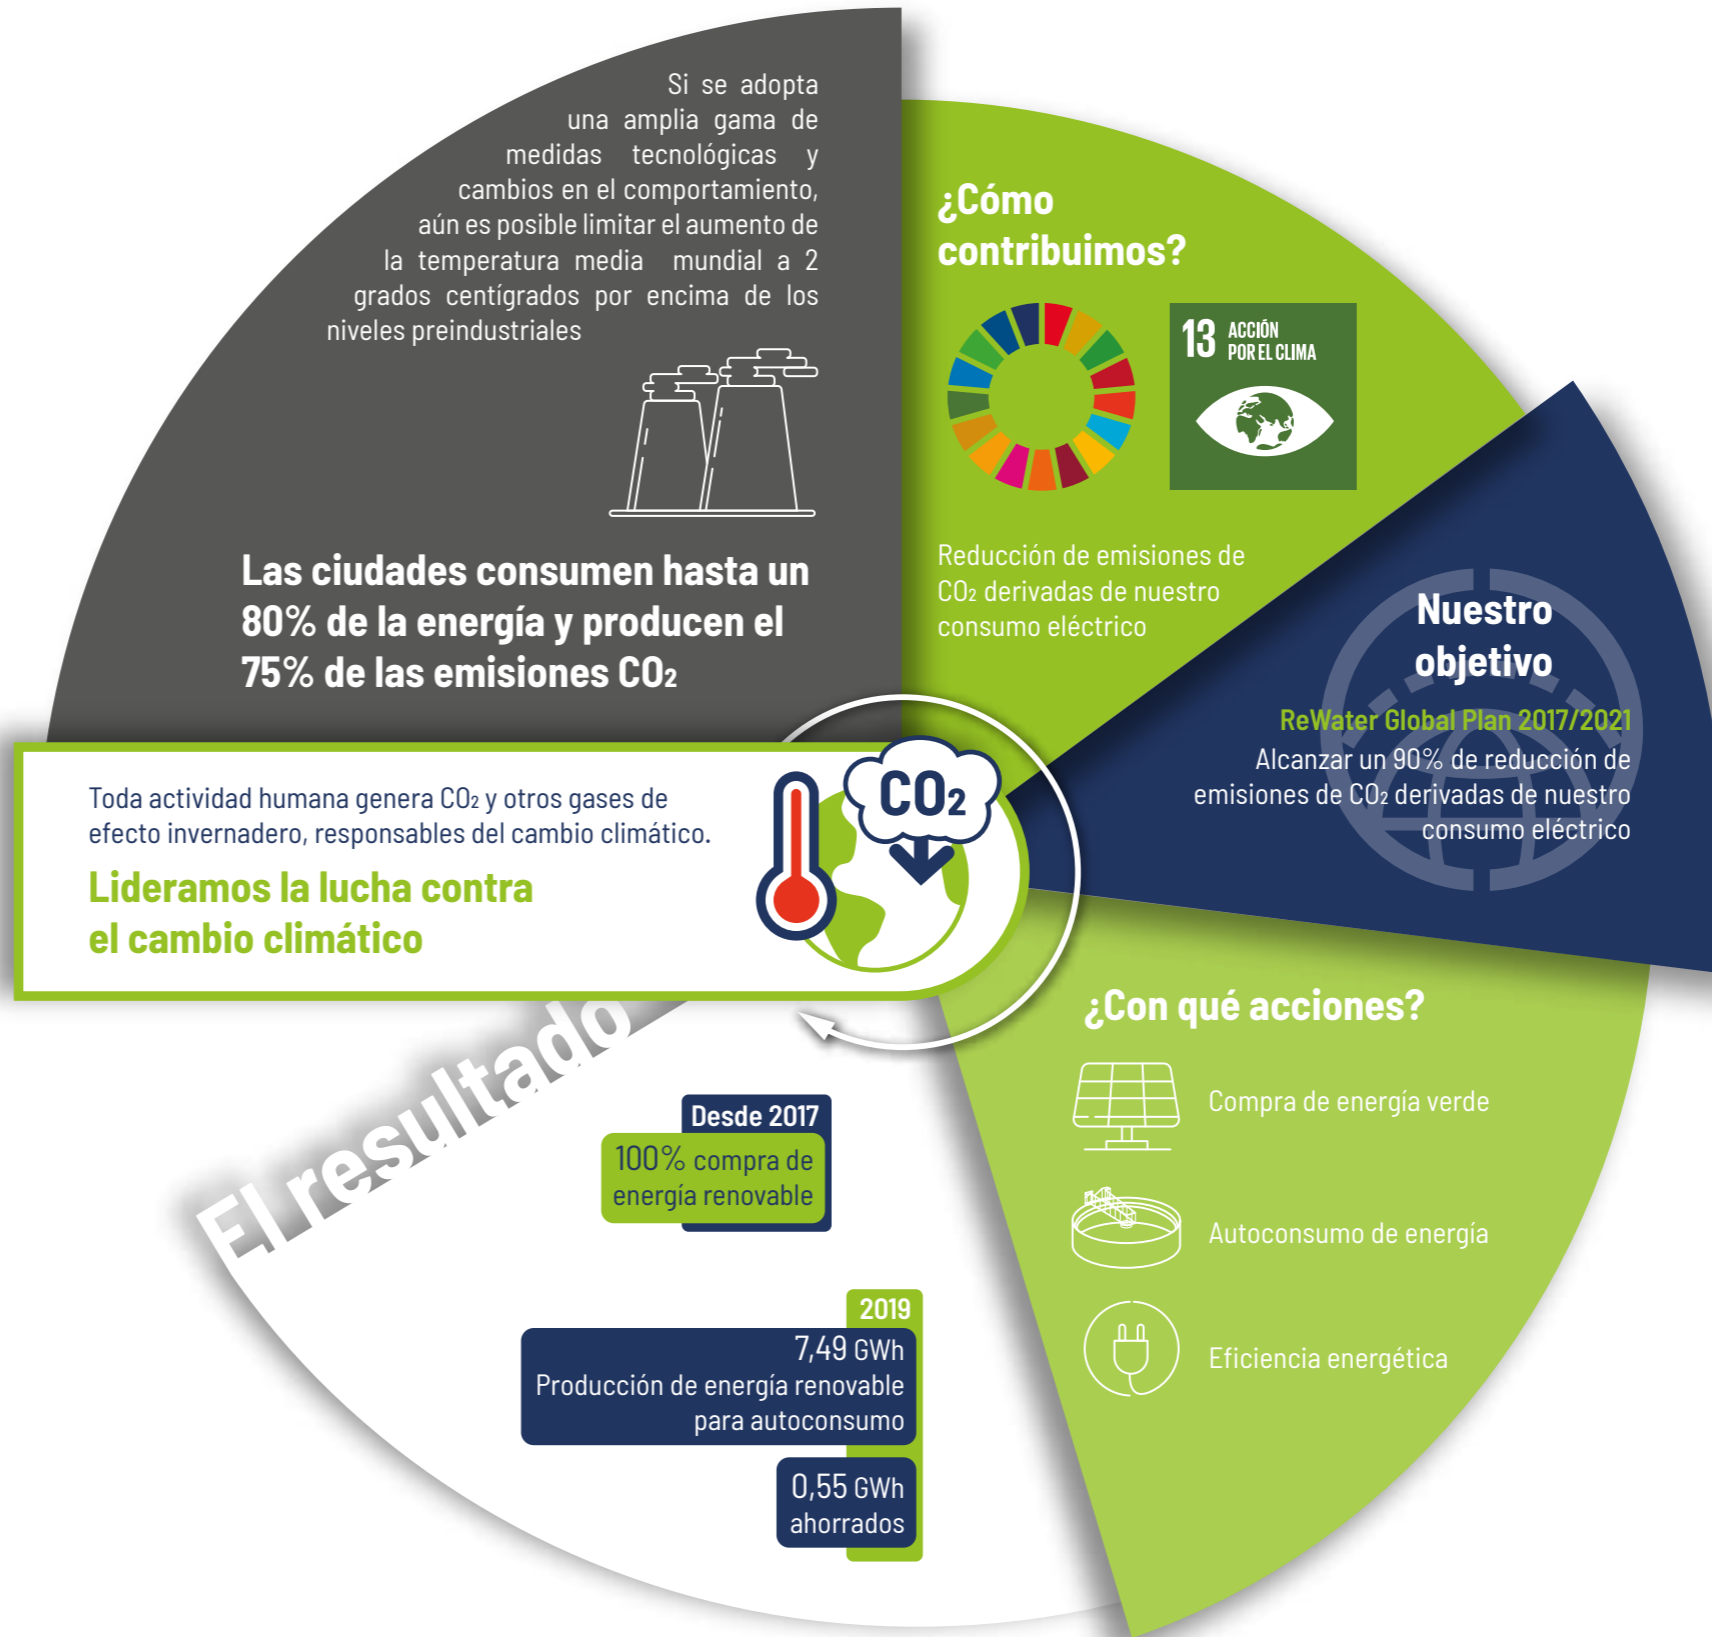 Si se adopta
una amplia gama de
medidas tecnológicas y
cambios en el comportamiento,
aún es posible limitar el aumento de
la temperatura media mundial a 2
grados centígrados por encima de los
niveles preindustriales
Las ciudades consumen hasta un
80% de la energía y producen el
75% de las emisiones CO₂
¿Cómo
contribuimos?
13 ACCIÓN
POR EL CLIMA
Reducción de emisiones de
CO₂ derivadas de nuestro
consumo eléctrico
Nuestro
objetivo
ReWater Global Plan 2017/2021
Alcanzar un 90% de reducción de
emisiones de CO₂ derivadas de nuestro
consumo eléctrico
Toda actividad humana genera CO₂ y otros gases de
efecto invernadero, responsables del cambio climático.
Lideramos la lucha contra
el cambio climático
CO₂
¿Con qué acciones?
Compra de energía verde
Autoconsumo de energía
Eficiencia energética
El resultado
Desde 2017
100% compra de
energía renovable
2019
7,49 GWh
Producción de energía renovable
para autoconsumo
0,55 GWh
ahorrados